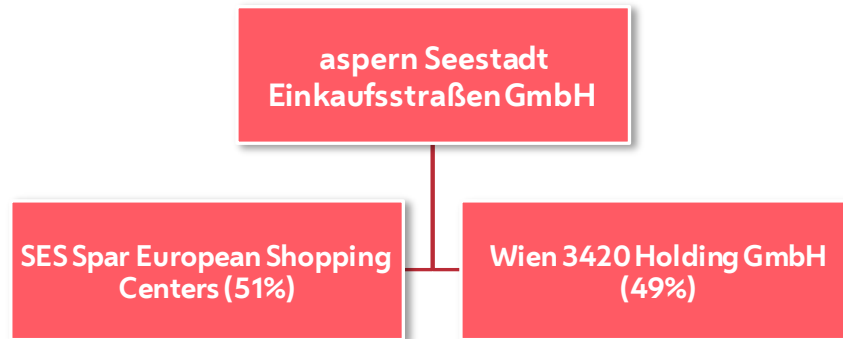 aspern Seestadt
Einkaufsstraßen GmbH
SES Spar European Shopping
Centers (51%)
Wien 3420 Holding GmbH
(49%)